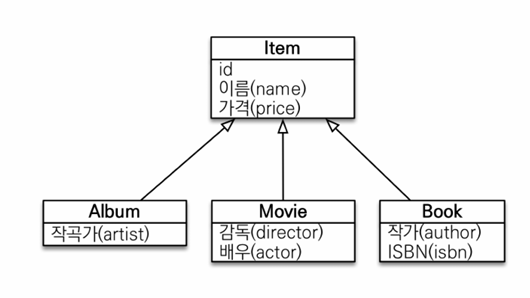 Item
id
이름(name)
가격(price)
Album
작곡가(artist)
Movie
감독(director)
배우(actor)
Book
작가(author)
ISBN(isbn)